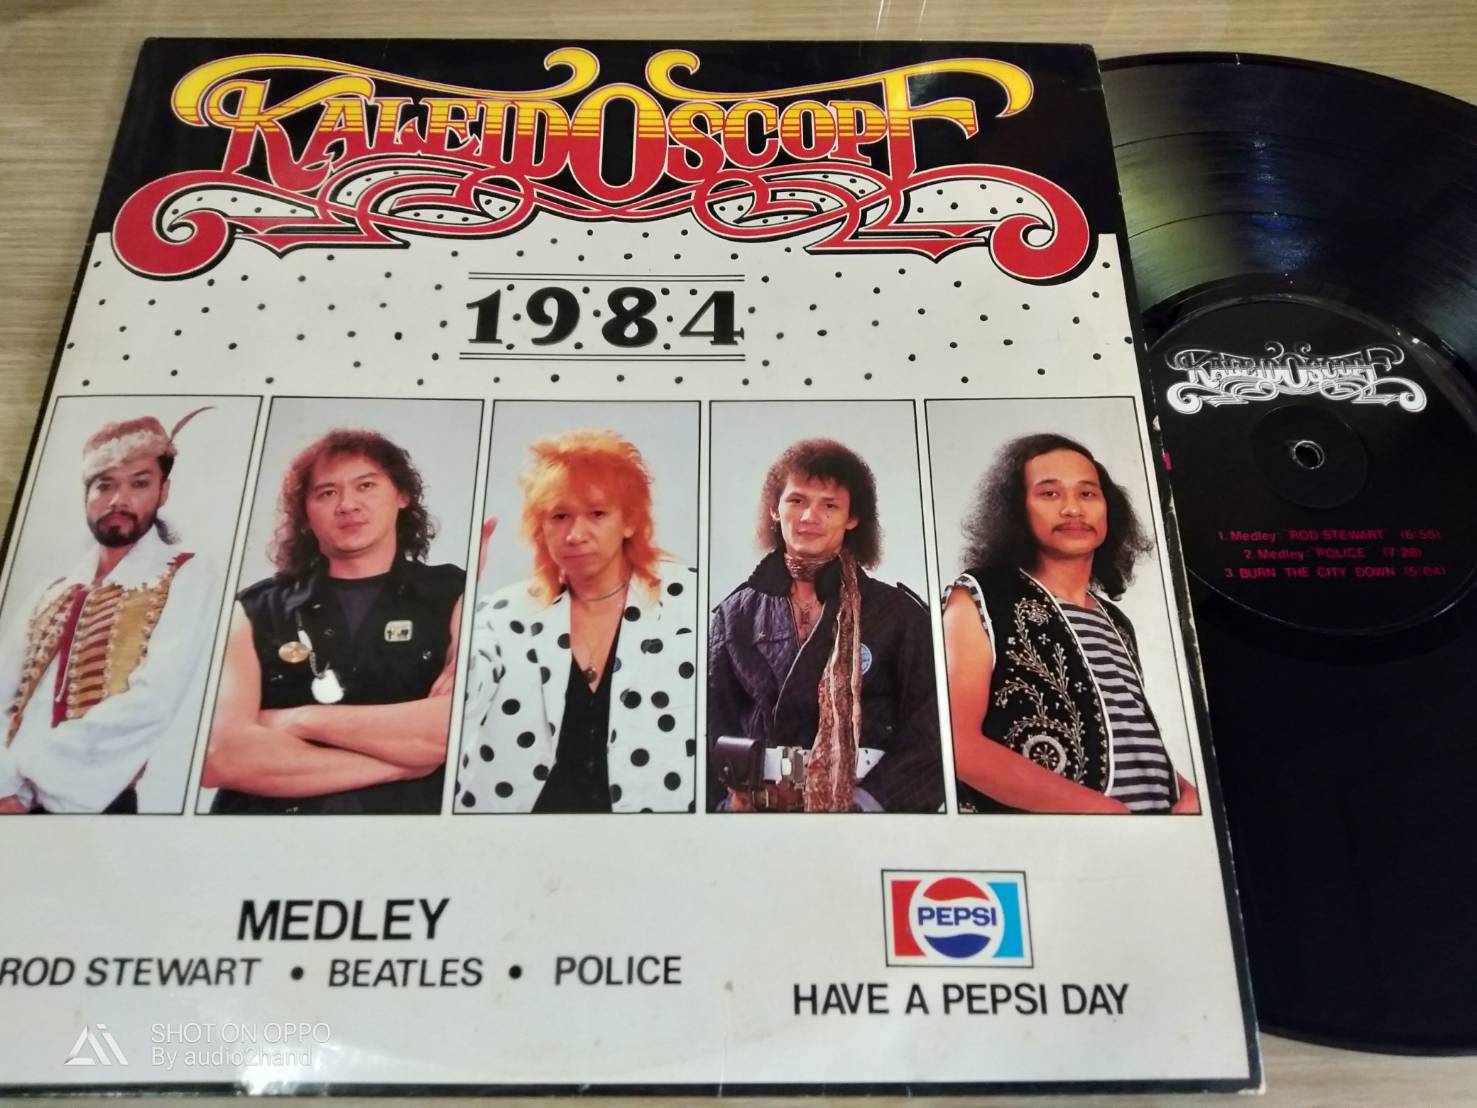 KALEIDOSCOPE
1984
MEDLEY
ROD STEWART • BEATLES • POLICE
PEPSI
HAVE A PEPSI DAY
KALEIDOSCOPE
1. Medley: "ROD STEWART" (6:55)
2. Medley: "POLICE" (7:28)
3. BURN THE CITY DOWN (5:04)
SHOT ON OPPO
By audio2hand